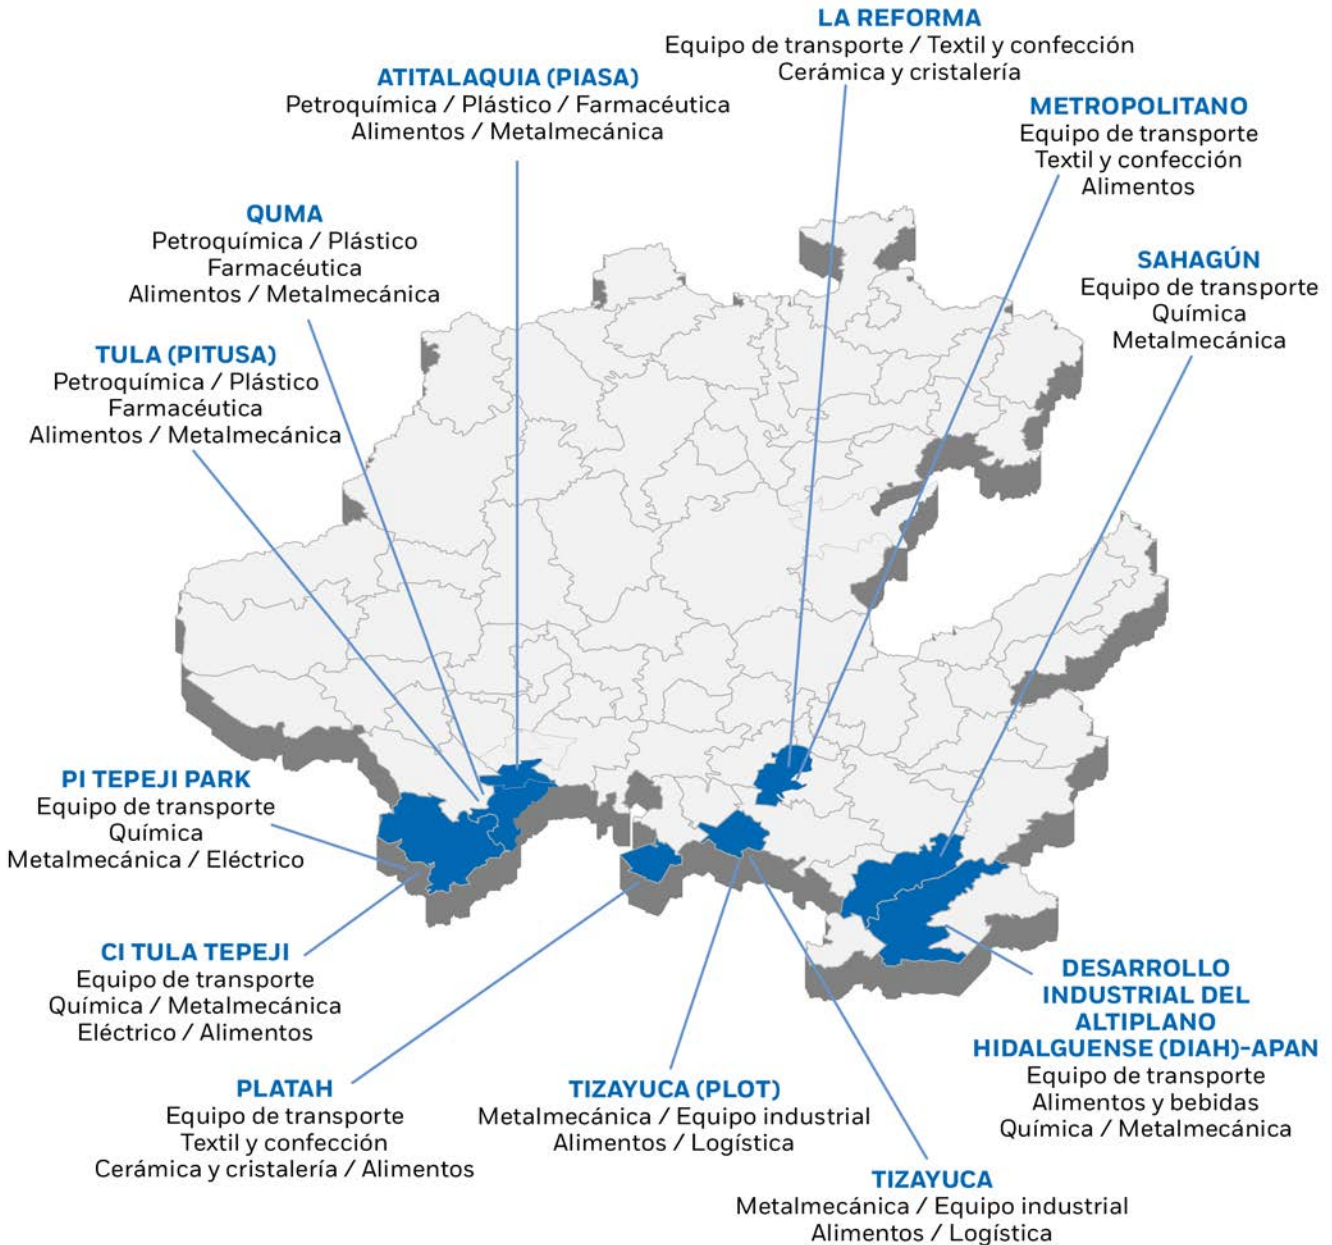 LA REFORMA
Equipo de transporte / Textil y confección
Cerámica y cristalería
ATITALAQUIA (PIASA)
Petroquímica / Plástico / Farmacéutica
Alimentos / Metalmecánica
METROPOLITANO
Equipo de transporte
Textil y confección
Alimentos
QUMA
Petroquímica / Plástico
Farmacéutica
Alimentos / Metalmecánica
SAHAGÚN
Equipo de transporte
Química
Metalmecánica
TULA (PITUSA)
Petroquímica / Plástico
Farmacéutica
Alimentos / Metalmecánica
PI TEPEJI PARK
Equipo de transporte
Química
Metalmecánica / Eléctrico
CI TULA TEPEJI
Equipo de transporte
Química / Metalmecánica
Eléctrico / Alimentos
DESARROLLO
INDUSTRIAL DEL
ALTIPLANO
HIDALGUENSE (DIAH)-APAN
Equipo de transporte
Alimentos y bebidas
Química / Metalmecánica
PLATAH
Equipo de transporte
Textil y confección
Cerámica y cristalería / Alimentos
TIZAYUCA (PLOT)
Metalmecánica / Equipo industrial
Alimentos / Logística
TIZAYUCA
Metalmecánica / Equipo industrial
Alimentos / Logística